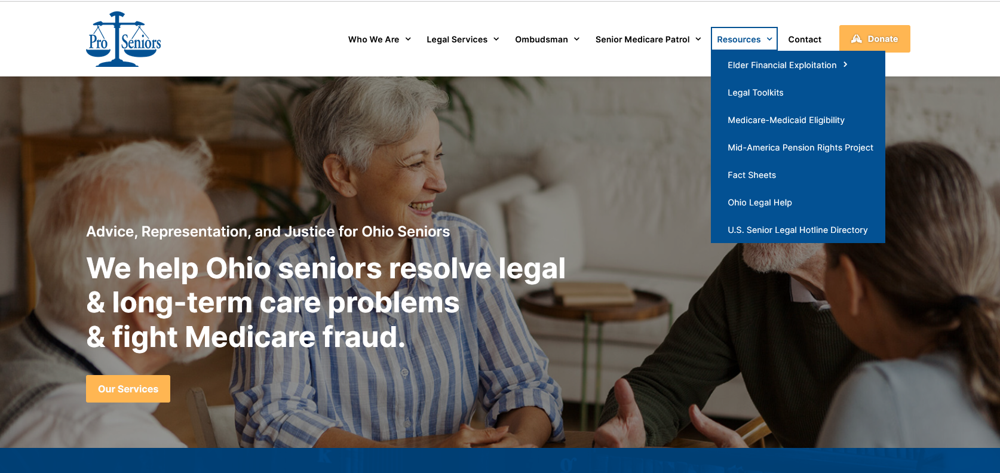 Pro Seniors
Who We Are
Legal Services
Ombudsman
Senior Medicare Patrol
Resources
Contact
Donate
Elder Financial Exploitation
Legal Toolkits
Medicare-Medicaid Eligibility
Mid-America Pension Rights Project
Fact Sheets
Ohio Legal Help
U.S. Senior Legal Hotline Directory
Advice, Representation, and Justice for Ohio Seniors
We help Ohio seniors resolve legal
& long-term care problems
& fight Medicare fraud.
Our Services